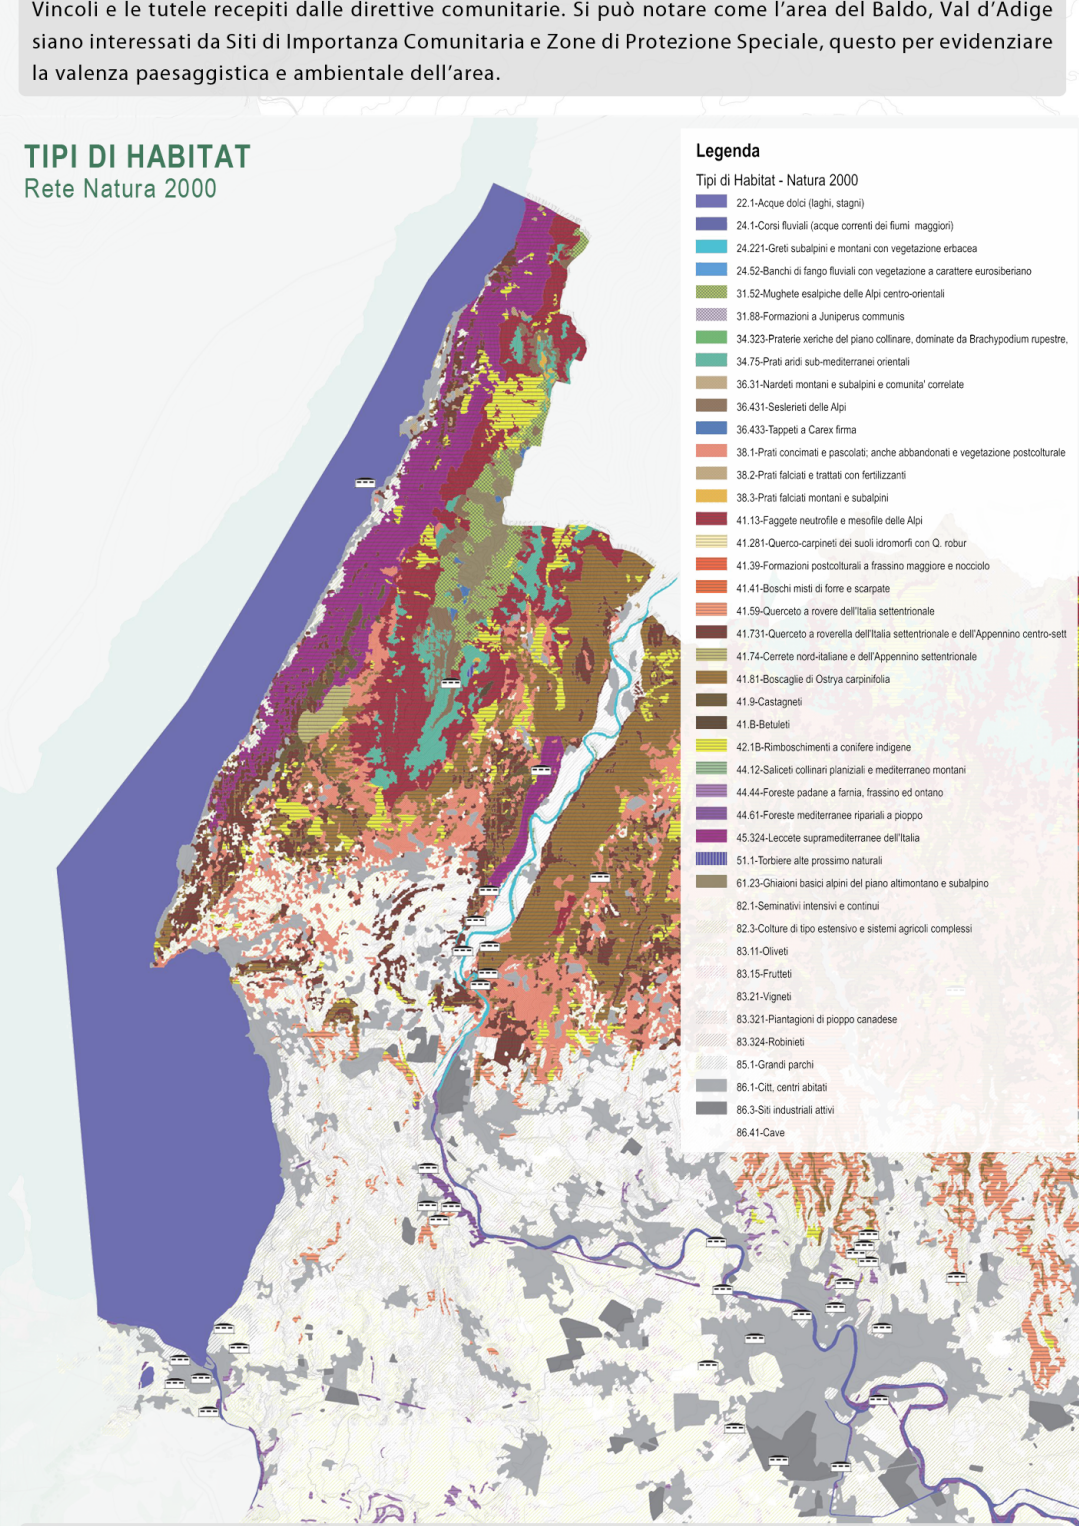 Vincoli e le tutele recepiti dalle direttive comunitarie. Si può notare come l'area del Baldo, Val d'Adige
siano interessati da Siti di Importanza Comunitaria e Zone di Protezione Speciale, questo per evidenziare
la valenza paesaggistica e ambientale dell'area.
TIPI DI HABITAT
Rete Natura 2000
Legenda
Tipi di Habitat - Natura 2000
22.1-Acque dolci (laghi, stagni)
24.1-Corsi fluviali (acque correnti dei fiumi maggiori)
24.221-Greti subalpini e montani con vegetazione erbacea
24.52-Banchi di fango fluviali con vegetazione a carattere eurosiberiano
31.52-Mughete esalpiche delle Alpi centro-orientali
31.88-Formazioni a Juniperus communis
34.323-Praterie xeriche del piano collinare, dominate da Brachypodium rupestre,
34.75-Prati aridi sub-mediterranei orientali
36.31-Nardeti montani e subalpini e comunita' correlate
36.431-Seslerieti delle Alpi
36.433-Tappeti a Carex firma
38.1-Prati concimati e pascolati; anche abbandonati e vegetazione postcolturale
38.2-Prati falciati e trattati con fertilizzanti
38.3-Prati falciati montani e subalpini
41.13-Faggete neutrofile e mesofile delle Alpi
41.281-Querco-carpineti dei suoli idromorfi con Q. robur
41.39-Formazioni postcolturali a frassino maggiore e nocciolo
41.41-Boschi misti di forre e scarpate
41.59-Querceto a rovere dell'Italia settentrionale
41.731-Querceto a roverella dell'Italia settentrionale e dell'Appennino centro-sett
41.74-Cerrete nord-italiane e dell'Appennino settentrionale
41.81-Boscaglie di Ostrya carpinifolia
41.9-Castagneti
41.B-Betuleti
42.1B-Rimboschimenti a conifere indigene
44.12-Saliceti collinari planiziali e mediterraneo montani
44.44-Foreste padane a farnia, frassino ed ontano
44.61-Foreste mediterranee ripariali a pioppo
45.324-Leccete supramediterranee dell'Italia
51.1-Torbiere alte prossimo naturali
61.23-Ghiaioni basici alpini del piano altimontano e subalpino
82.1-Seminativi intensivi e continui
82.3-Colture di tipo estensivo e sistemi agricoli complessi
83.11-Oliveti
83.15-Frutteti
83.21-Vigneti
83.321-Piantagioni di pioppo canadese
83.324-Robinieti
85.1-Grandi parchi
86.1-Citt, centri abitati
86.3-Siti industriali attivi
86.41-Cave